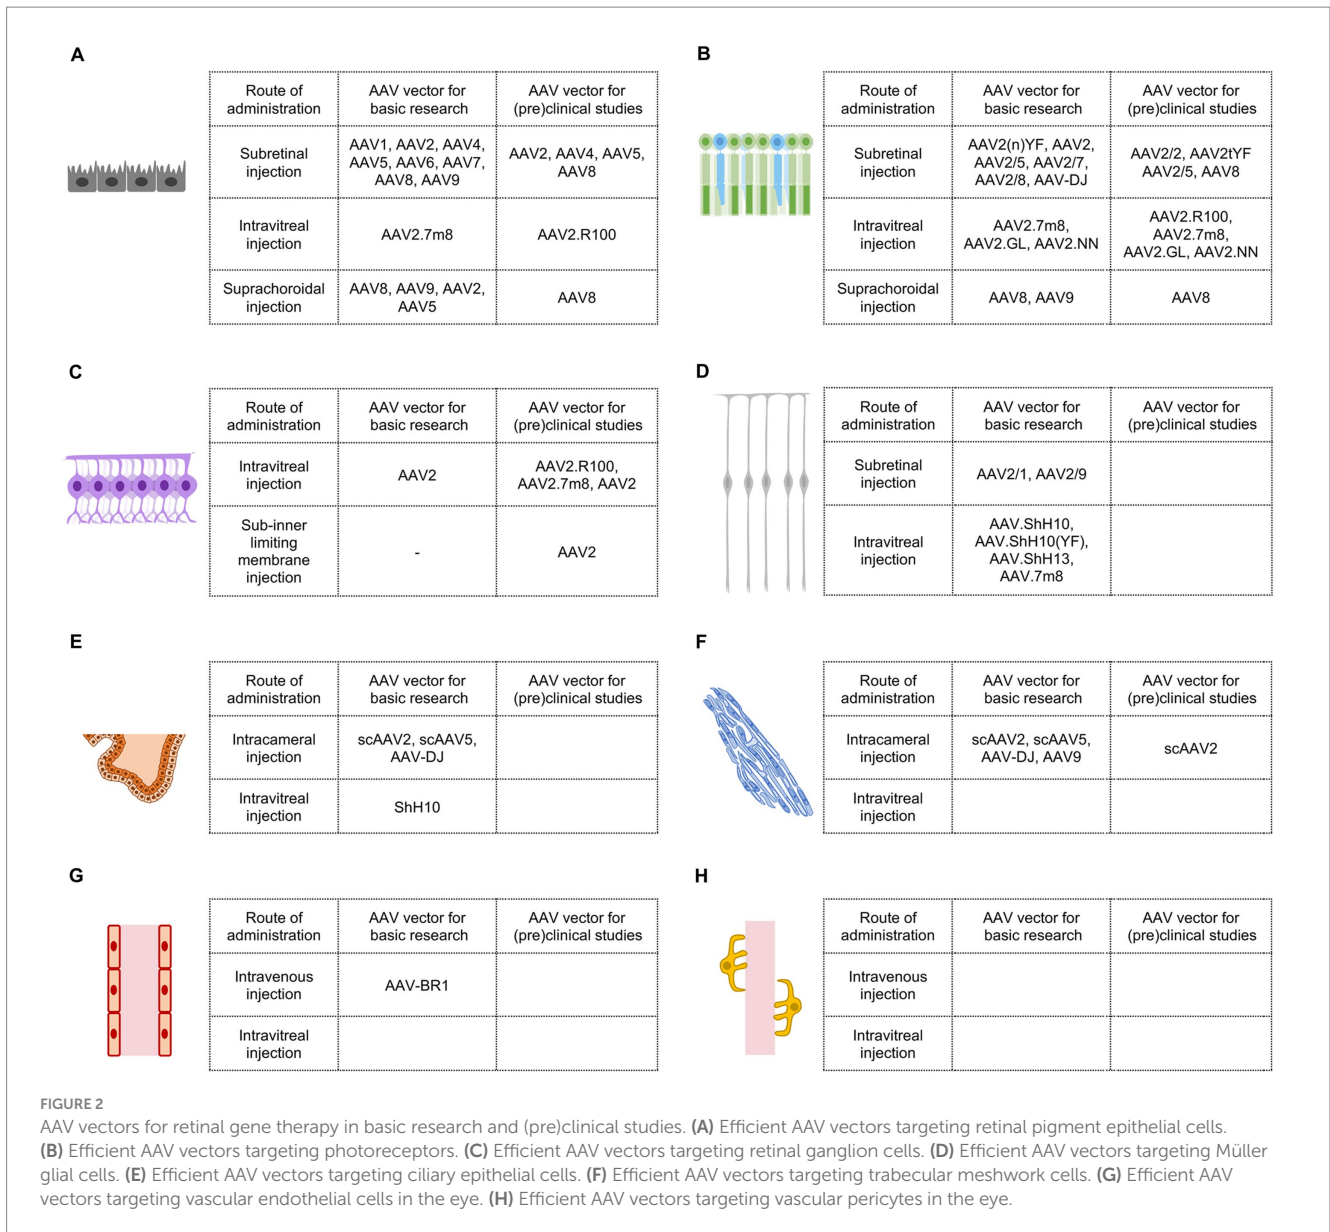 A
Route of
administration
AAV vector for
basic research
AAV vector for
(pre)clinical studies
Subretinal
injection
AAV1, AAV2, AAV4,
AAV5, AAV6, AAV7,
AAV8, AAV9
AAV2, AAV4, AAV5,
AAV8
Intravitreal
injection
AAV2.7m8
AAV2.R100
Suprachoroidal
injection
AAV8, AAV9, AAV2,
AAV5
AAV8
B
Route of
administration
AAV vector for
basic research
AAV vector for
(pre)clinical studies
Subretinal
injection
AAV2(n)YF, AAV2,
AAV2/5, AAV2/7,
AAV2/8, AAV-DJ
AAV2/2, AAV2tYF
AAV2/5, AAV8
Intravitreal
injection
AAV2.7m8,
AAV2.GL, AAV2.NN
AAV2.R100,
AAV2.7m8,
AAV2.GL, AAV2.NN
Suprachoroidal
injection
AAV8, AAV9
AAV8
C
Route of
administration
AAV vector for
basic research
AAV vector for
(pre)clinical studies
Intravitreal
injection
AAV2
AAV2.R100,
AAV2.7m8, AAV2
Sub-inner
limiting
membrane
injection
-
AAV2
D
Route of
administration
AAV vector for
basic research
AAV vector for
(pre)clinical studies
Subretinal
injection
AAV2/1, AAV2/9
Intravitreal
injection
AAV.ShH10,
AAV.ShH10(YF),
AAV.ShH13,
AAV.7m8
E
Route of
administration
AAV vector for
basic research
AAV vector for
(pre)clinical studies
Intracameral
injection
scAAV2, scAAV5,
AAV-DJ
Intravitreal
injection
ShH10
F
Route of
administration
AAV vector for
basic research
AAV vector for
(pre)clinical studies
Intracameral
injection
scAAV2, scAAV5,
AAV-DJ, AAV9
scAAV2
Intravitreal
injection
G
Route of
administration
AAV vector for
basic research
AAV vector for
(pre)clinical studies
Intravenous
injection
AAV-BR1
Intravitreal
injection
H
Route of
administration
AAV vector for
basic research
AAV vector for
(pre)clinical studies
Intravenous
injection
Intravitreal
injection
FIGURE 2
AAV vectors for retinal gene therapy in basic research and (pre)clinical studies. (A) Efficient AAV vectors targeting retinal pigment epithelial cells.
(B) Efficient AAV vectors targeting photoreceptors. (C) Efficient AAV vectors targeting retinal ganglion cells. (D) Efficient AAV vectors targeting Müller
glial cells. (E) Efficient AAV vectors targeting ciliary epithelial cells. (F) Efficient AAV vectors targeting trabecular meshwork cells. (G) Efficient AAV
vectors targeting vascular endothelial cells in the eye. (H) Efficient AAV vectors targeting vascular pericytes in the eye.